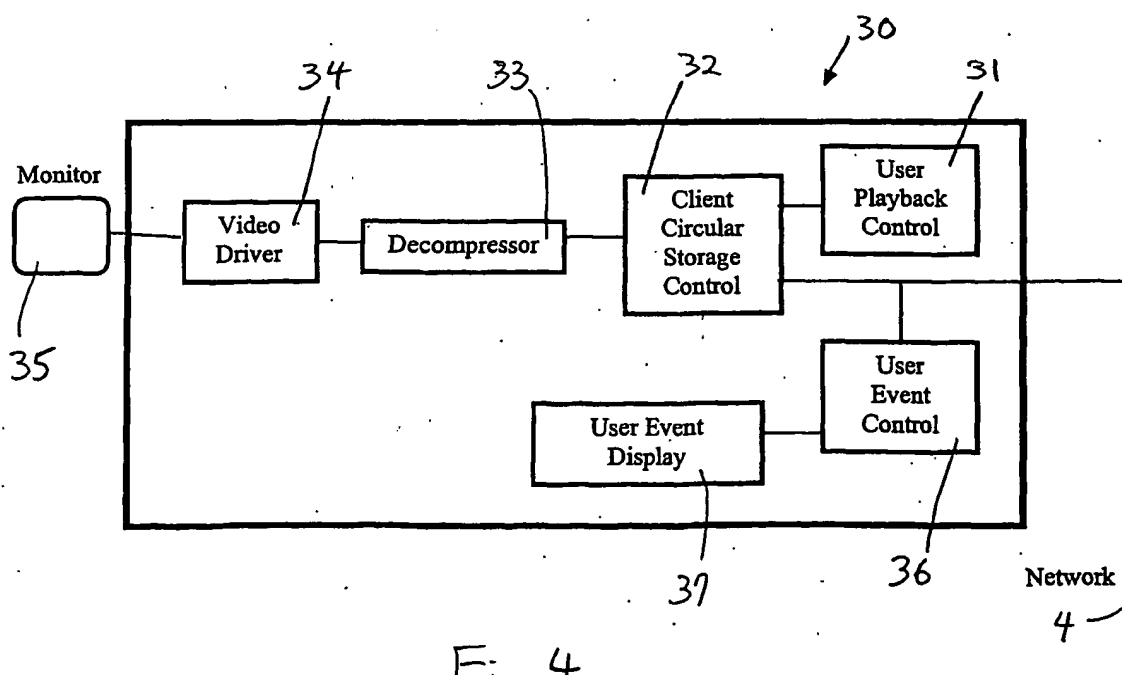 30
34
33
32
31
Monitor
Video
Driver
Decompressor
Client
Circular
Storage
Control
User
Playback
Control
35
User
Event
Control
User Event
Display
37
36
Network
4
4